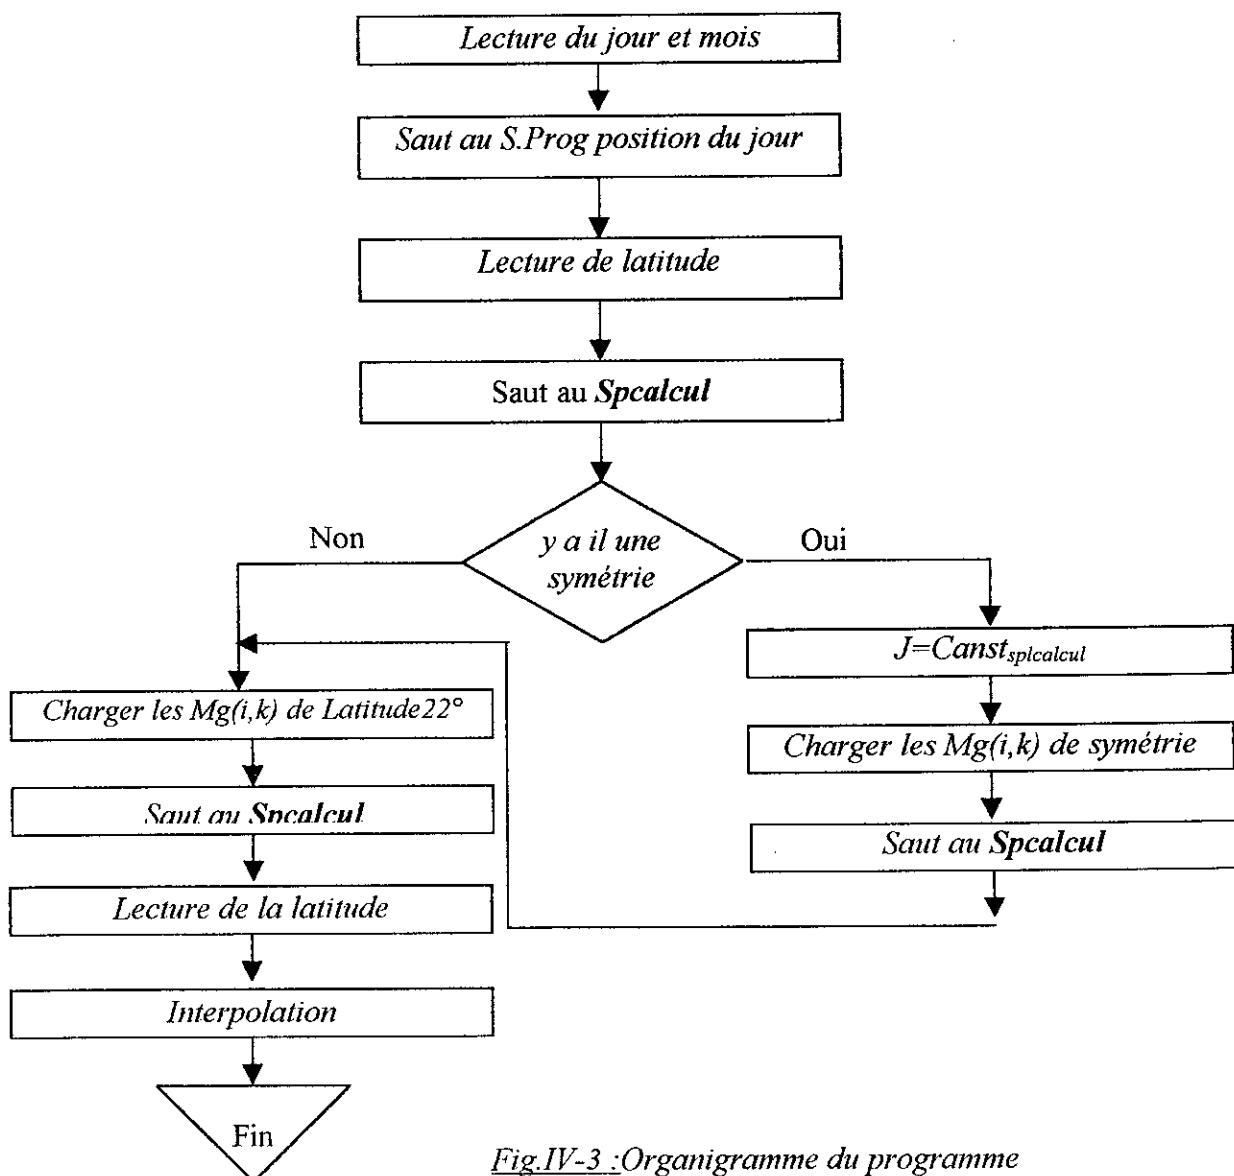 Lecture du jour et mois
Saut au S.Prog position du jour
Lecture de latitude
Saut au Spcalcul
Non
y a il une
symétrie
Oui
J=Canst_splcalcul
Charger les Mg(i,k) de symétrie
Saut au Spcalcul
Charger les Mg(i,k) de Latitude22°
Saut au Spcalcul
Lecture de la latitude
Interpolation
Fin
Fig.IV-3 :Organigramme du programme